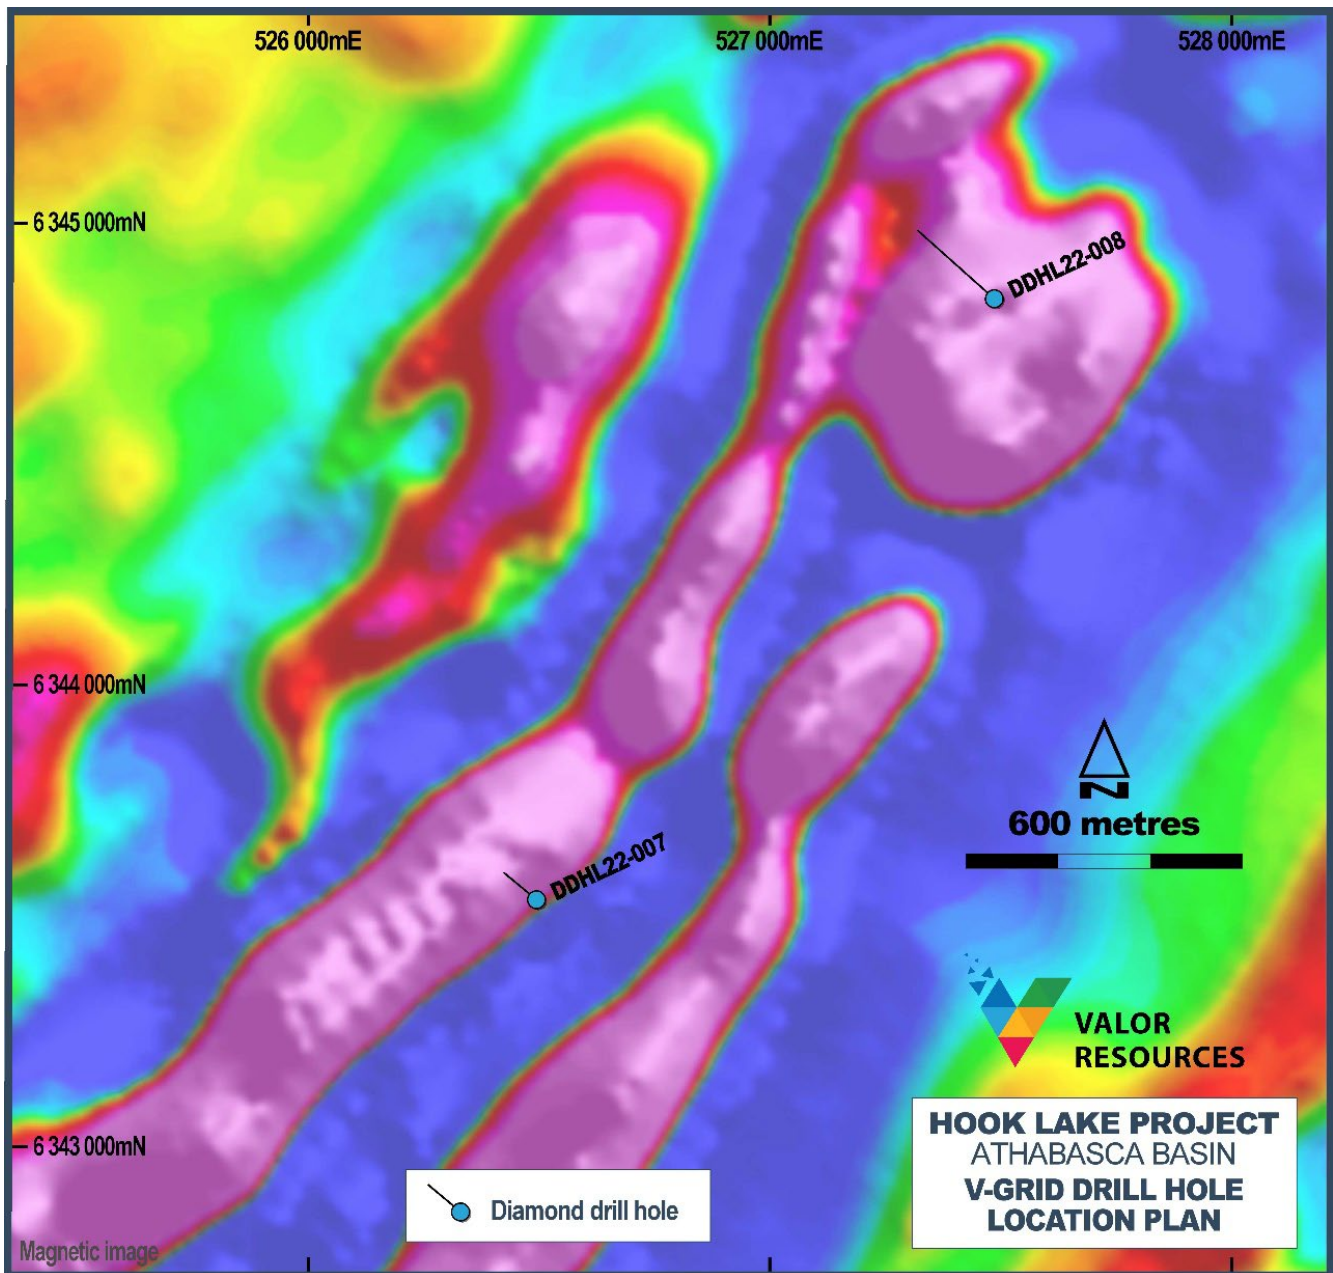 526 000mE
527 000mE
528 000mE
6 345 000mN
DDHL22-008
6 344 000mN
N
600 metres
DDHL22-007
VALOR
RESOURCES
HOOK LAKE PROJECT
ATHABASCA BASIN
V-GRID DRILL HOLE
LOCATION PLAN
6 343 000mN
Diamond drill hole
Magnetic image